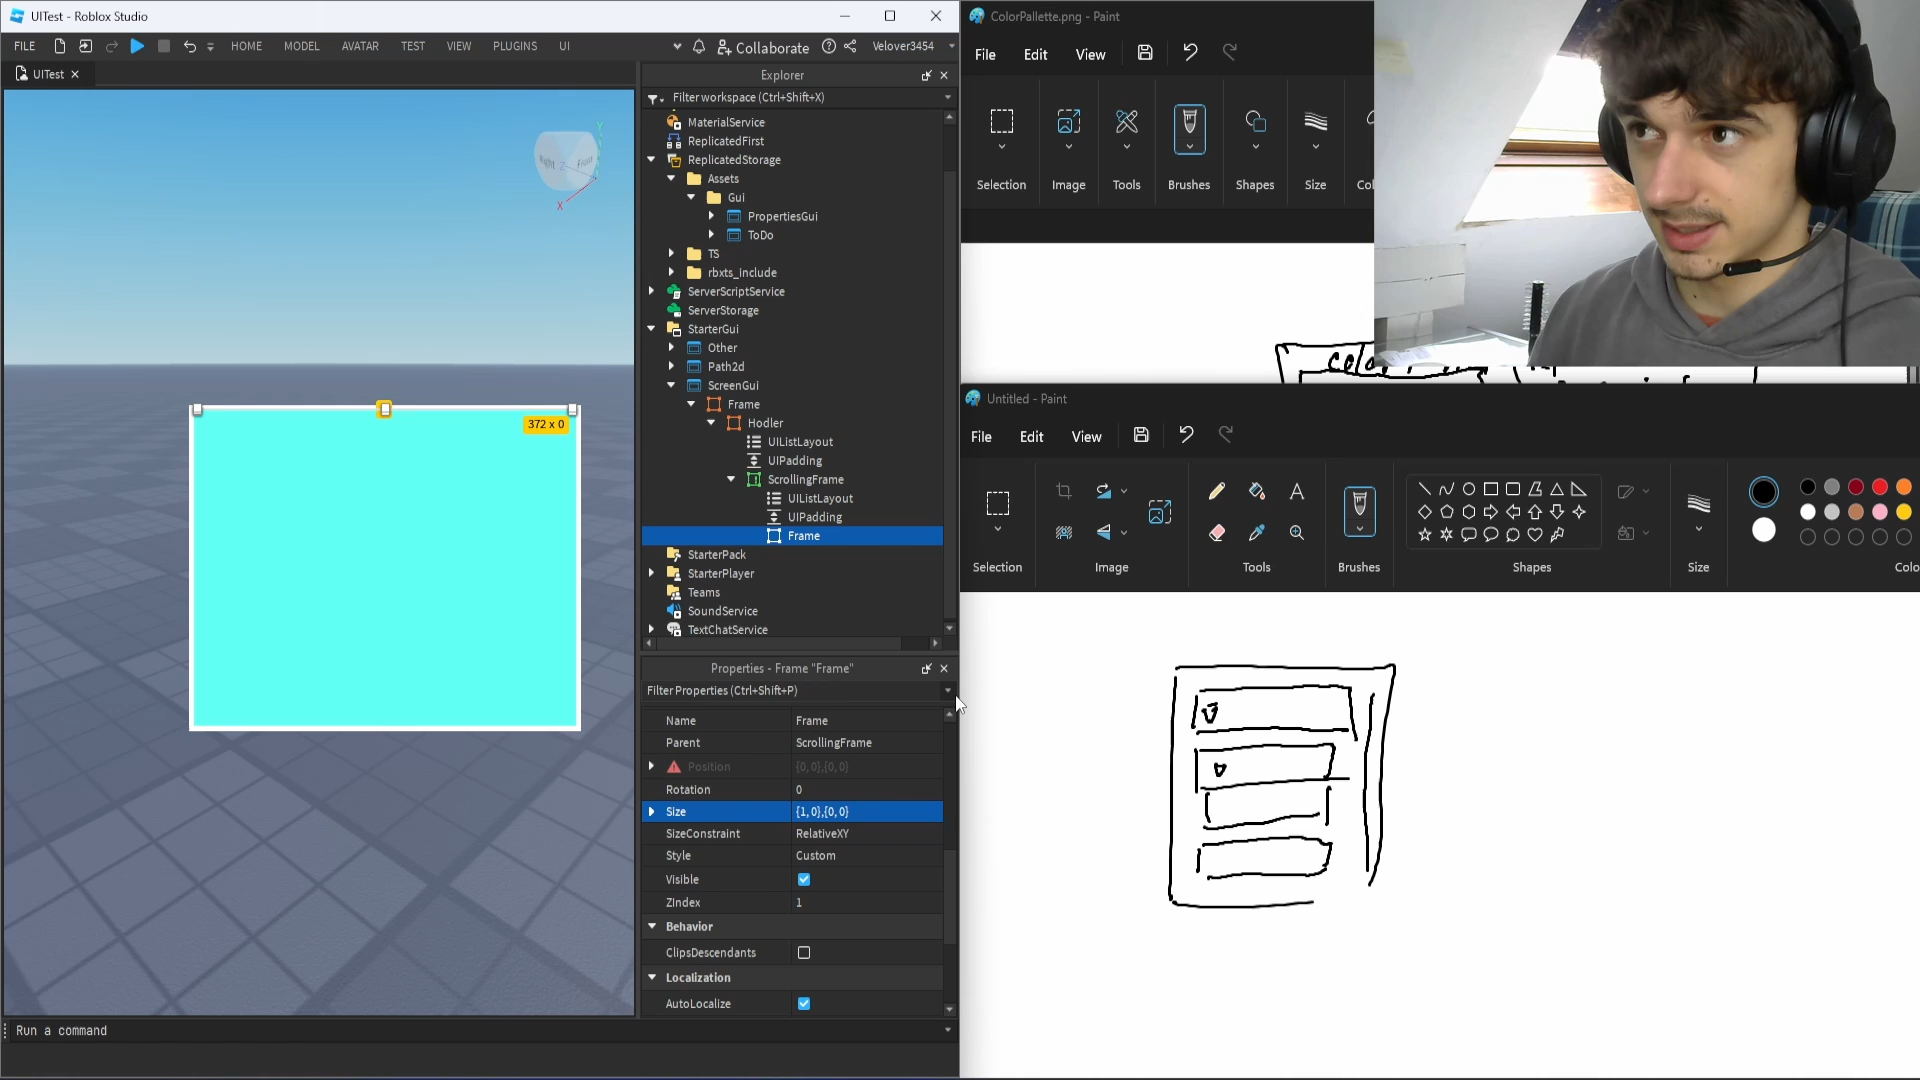 UITest - Roblox Studio
FILE
HOME
MODEL
AVATAR
TEST
VIEW
PLUGINS
UI
Collaborate
Velover3454
UITest
Right
Front
Z
Y
X
372 x 0
Explorer
Filter workspace (Ctrl+Shift+X)
MaterialService
ReplicatedFirst
ReplicatedStorage
Assets
Gui
PropertiesGui
ToDo
TS
rbxts_include
ServerScriptService
ServerStorage
StarterGui
Other
Path2d
ScreenGui
Frame
Hodler
UIListLayout
UIPadding
ScrollingFrame
UIListLayout
UIPadding
Frame
StarterPack
StarterPlayer
Teams
SoundService
TextChatService
Properties - Frame "Frame"
Filter Properties (Ctrl+Shift+P)
Name Frame
Parent ScrollingFrame
Position {0, 0},{0, 0}
Rotation 0
Size {1, 0},{0, 0}
SizeConstraint RelativeXY
Style Custom
Visible
ZIndex 1
Behavior
ClipsDescendants
Localization
AutoLocalize
Run a command
ColorPallette.png - Paint
File
Edit
View
Selection
Image
Tools
Brushes
Shapes
Size
Untitled - Paint
File
Edit
View
Selection
Image
Tools
Brushes
Shapes
Size
Colo